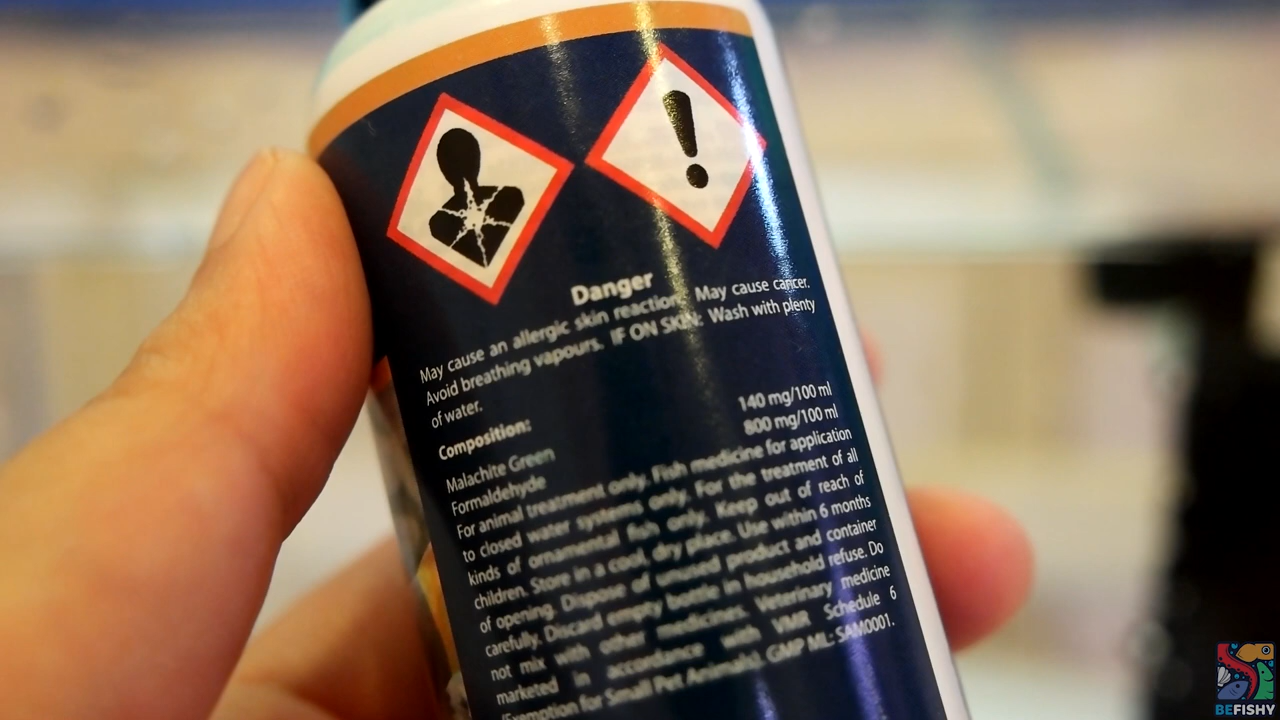 Danger
May cause an allergic skin reaction. May cause cancer.
Avoid breathing vapours. IF ON SKIN: Wash with plenty
of water.
Composition:
Malachite Green 140 mg/100 ml
Formaldehyde 800 mg/100 ml
For animal treatment only. Fish medicine for application
to closed water systems only. For the treatment of all
kinds of ornamental fish only. Keep out of reach of
children. Store in a cool, dry place. Use within 6 months
of opening. Dispose of unused product and container
carefully. Discard empty bottle in household refuse. Do
not mix with other medicines. Veterinary medicine
marketed in accordance with VMR Schedule 6
(Exemption for Small Pet Animals). GMP ML: SAM0001.
BEFISHY